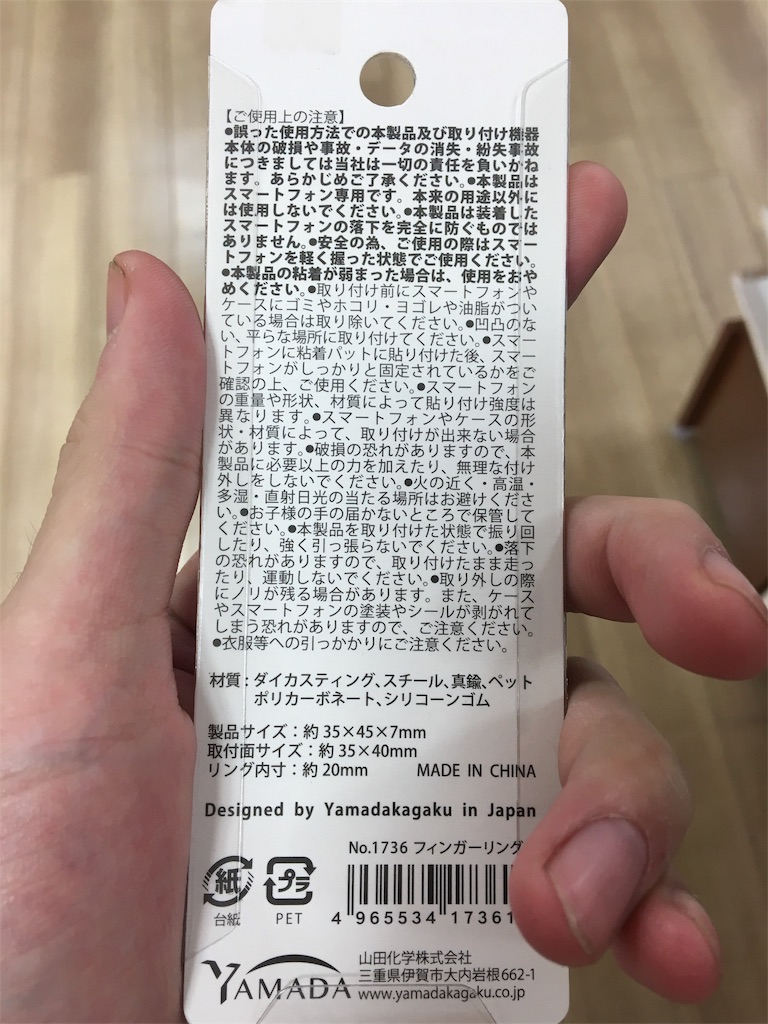 【ご使用上の注意】
●誤った使用方法での本製品及び取り付け機器
本体の破損や事故・データの消失・紛失事故
につきましては当社は一切の責任を負いかね
ます。あらかじめご了承ください。●本製品は
スマートフォン専用です。本来の用途以外に
は使用しないでください。●本製品は装着した
スマートフォンの落下を完全に防ぐものでは
ありません。●安全の為、ご使用の際はスマー
トフォンを軽く握った状態でご使用ください。
●本製品の粘着が弱まった場合は、使用をおや
めください。●取り付け前にスマートフォンや
ケースにゴミやホコリ・ヨゴレや油脂がつい
ている場合は取り除いてください。●凹凸のな
い、平らな場所に取り付けてください。●スマー
トフォンに粘着パットに貼り付けた後、スマー
トフォンがしっかりと固定されているかをご
確認の上、ご使用ください。●スマートフォン
の重量や形状、材質によって貼り付け強度は
異なります。●スマートフォンやケースの形
状・材質によって、取り付けが出来ない場合
があります。●破損の恐れがありますので、本
製品に必要以上の力を加えたり、無理な付け
外しをしないでください。●火の近く・高温・
多湿・直射日光の当たる場所はお避けくださ
い。●お子様の手の届かないところで保管して
ください。●本製品を取り付けた状態で振り回
したり、強く引っ張らないでください。●落下
の恐れがありますので、取り付けたまま走っ
たり、運動しないでください。●取り外しの際
にノリが残る場合があります。また、ケース
やスマートフォンの塗装やシールが剥がれて
しまう恐れがありますので、ご注意ください。
●衣服等への引っかかりにご注意ください。
材質：ダイカスティング、スチール、真鍮、ペット
ポリカーボネート、シリコーンゴム
製品サイズ：約35×45×7mm
取付面サイズ：約35×40mm
リング内寸：約20mm MADE IN CHINA
Designed by Yamadakagaku in Japan
No.1736 フィンガーリング
紙 プラ
台紙 PET
4 965534 17361
YAMADA
山田化学株式会社
三重県伊賀市大内岩根662-1
www.yamadakagaku.co.jp